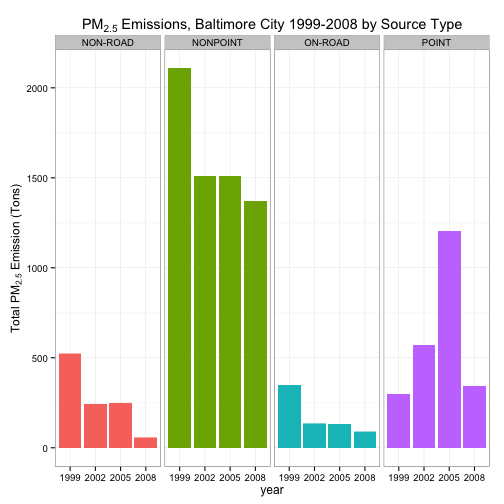 PM2.5 Emissions, Baltimore City 1999-2008 by Source Type
NON-ROAD NONPOINT ON-ROAD POINT
Total PM2.5 Emission (Tons)
2000
1500
1000
500
0
1999 2002 2005 2008 1999 2002 2005 2008 1999 2002 2005 2008 1999 2002 2005 2008
year